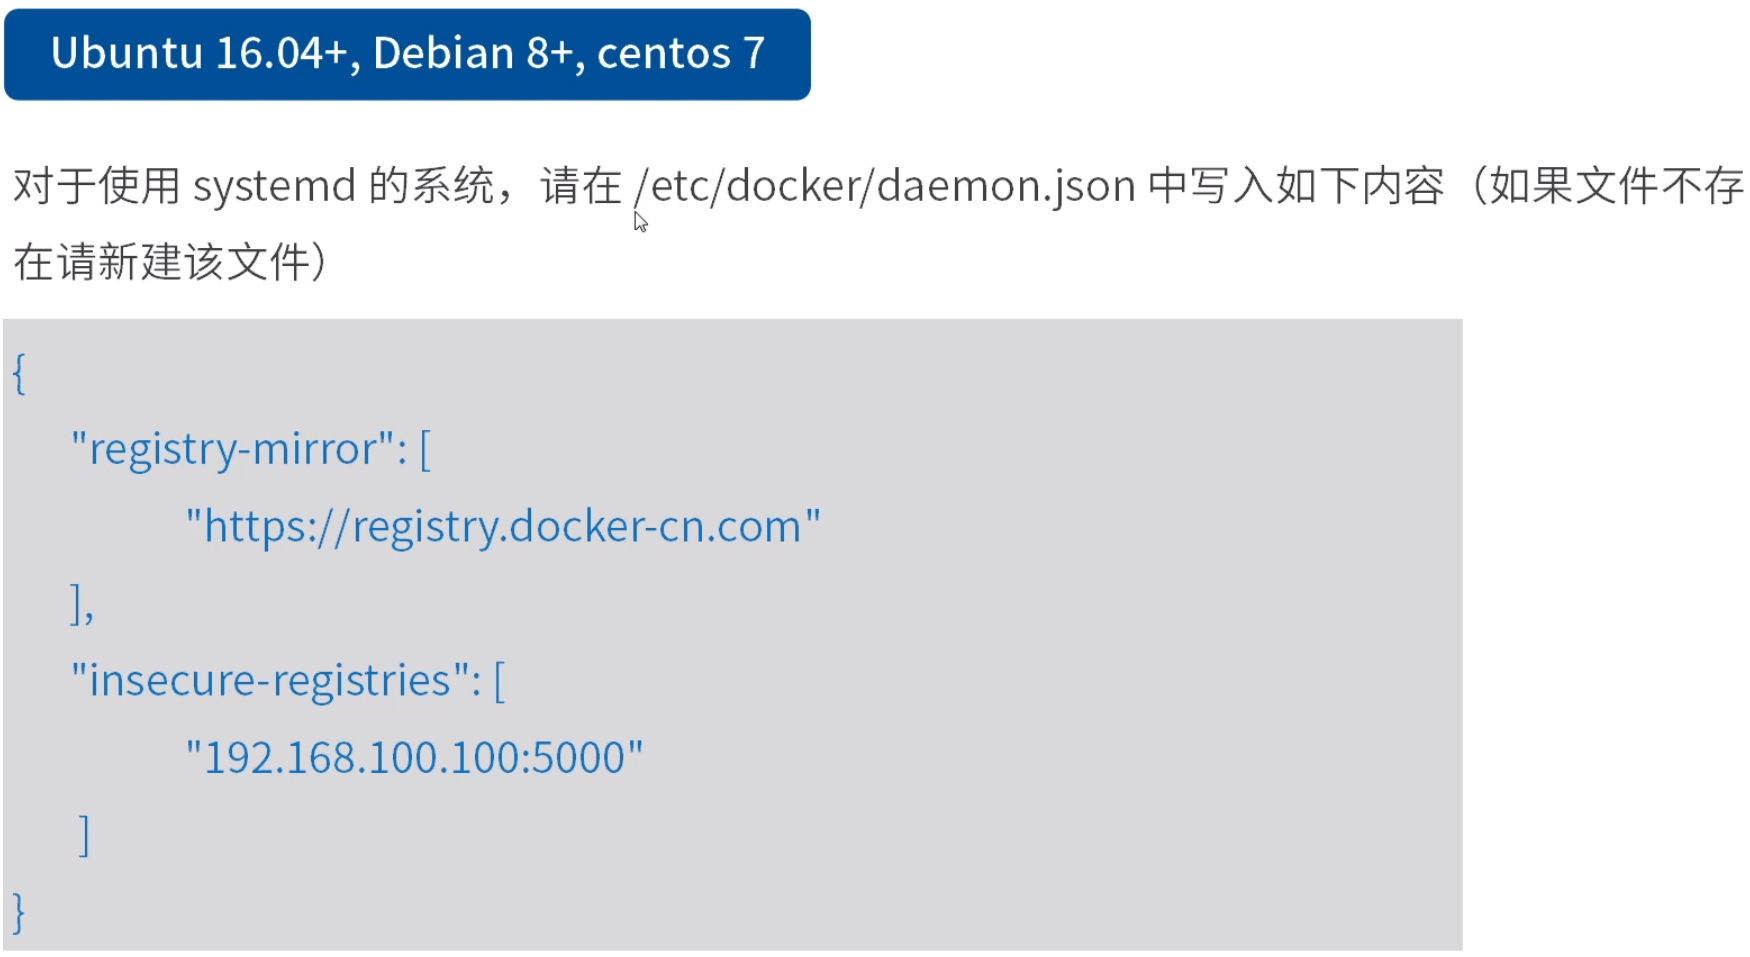 Ubuntu 16.04+, Debian 8+, centos 7
对于使用 systemd 的系统，请在 /etc/docker/daemon.json 中写入如下内容（如果文件不存
在请新建该文件）
{
"registry-mirror": [
"https://registry.docker-cn.com"
],
"insecure-registries": [
"192.168.100.100:5000"
]
}